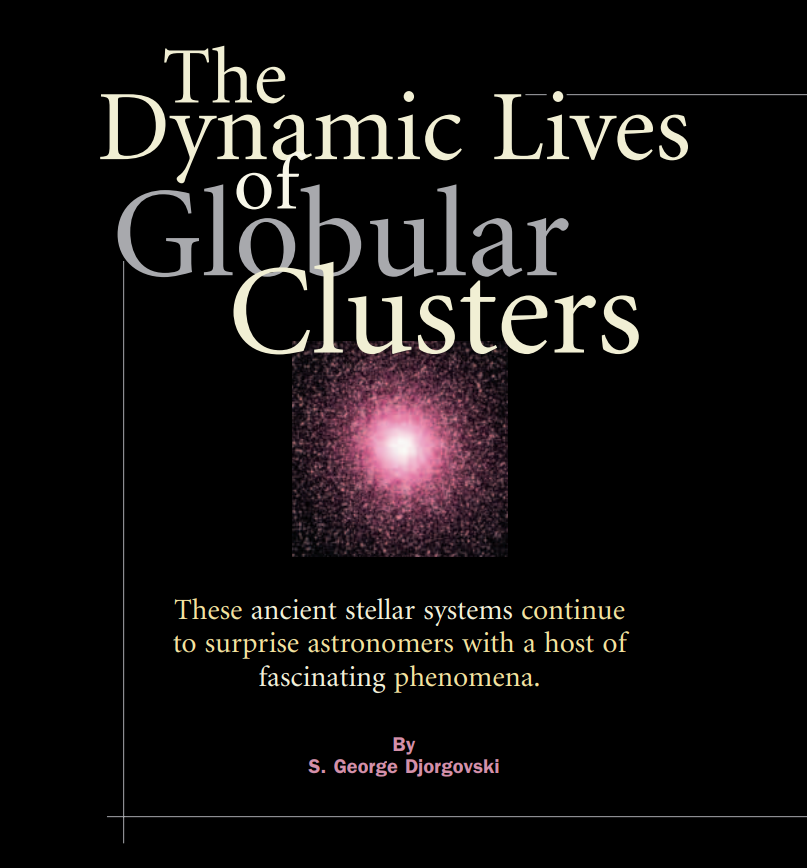 The
Dynamic Lives
of
Globular
Clusters
These ancient stellar systems continue
to surprise astronomers with a host of
fascinating phenomena.
By
S. George Djorgovski